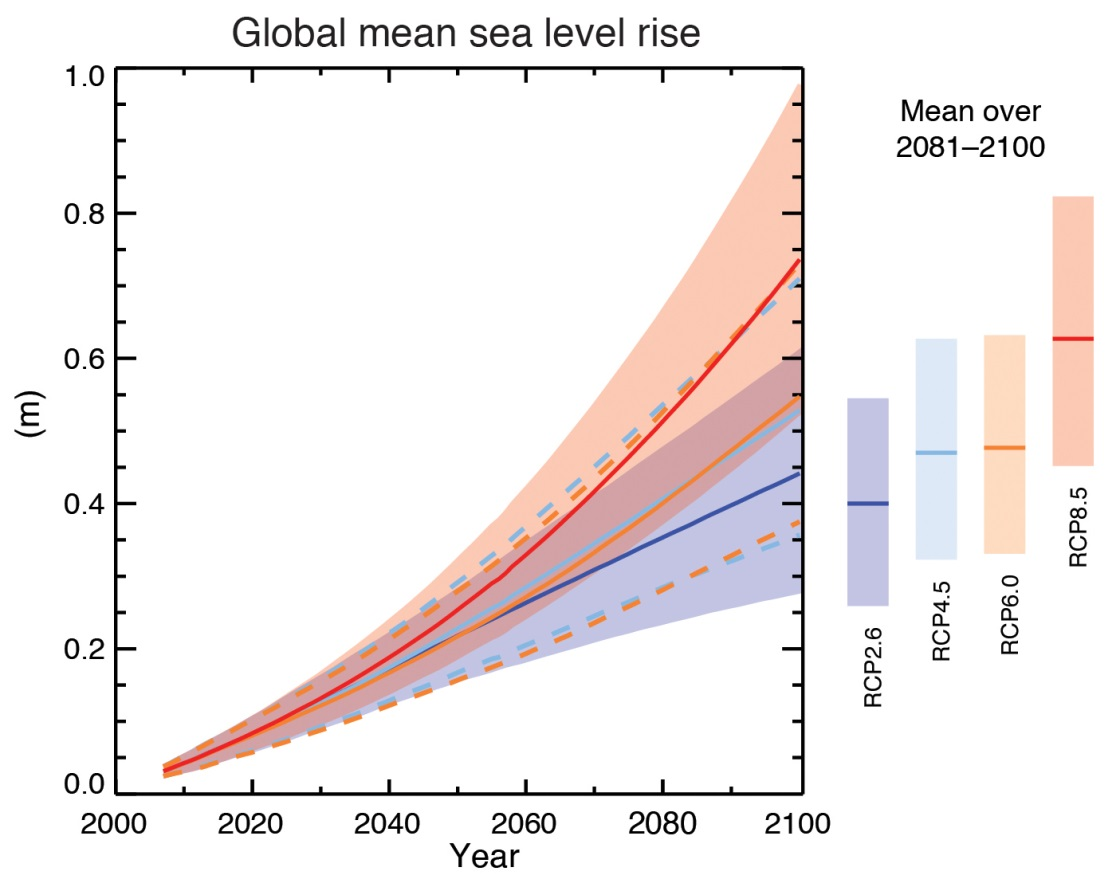 Global mean sea level rise
1.0
0.8
0.6
0.4
0.2
0.0
(m)
2000 2020 2040 2060 2080 2100
Year
Mean over
2081–2100
RCP2.6
RCP4.5
RCP6.0
RCP8.5